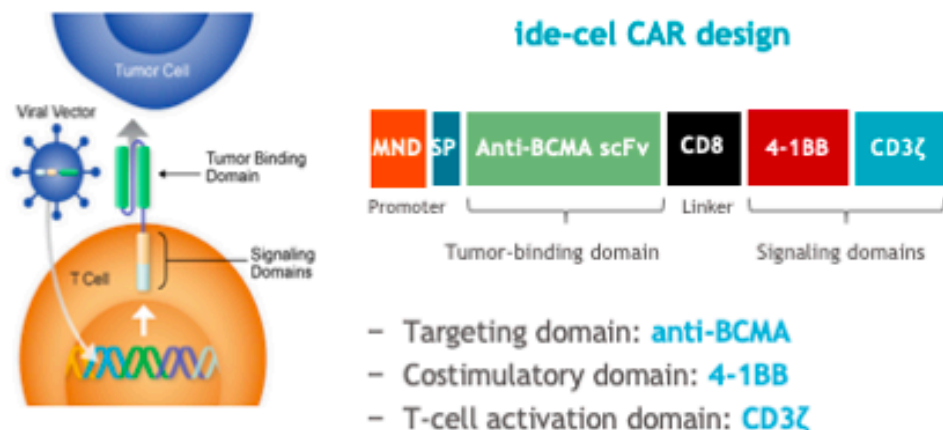 ide-cel CAR design
Tumor Cell
Viral Vector
Tumor Binding
Domain
Signaling
Domains
T Cell
MND SP Anti-BCMA scFv CD8 4-1BB CD3ζ
Promoter Linker
Tumor-binding domain Signaling domains
– Targeting domain: anti-BCMA
– Costimulatory domain: 4-1BB
– T-cell activation domain: CD3ζ